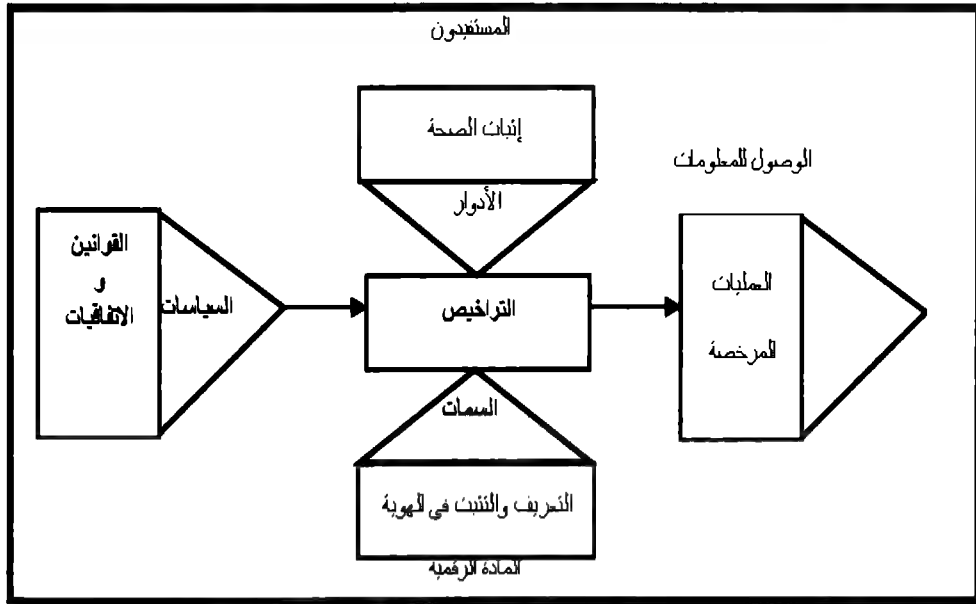 المستفيدون
إثبات الصحة
الأدوار
الوصول للمعلومات
القوانين
و
الاتفاقيات
السياسات
التراخيص
العمليات
المرخصة
السمات
التعريف والتثبت في الهوية
المادة الرقمية